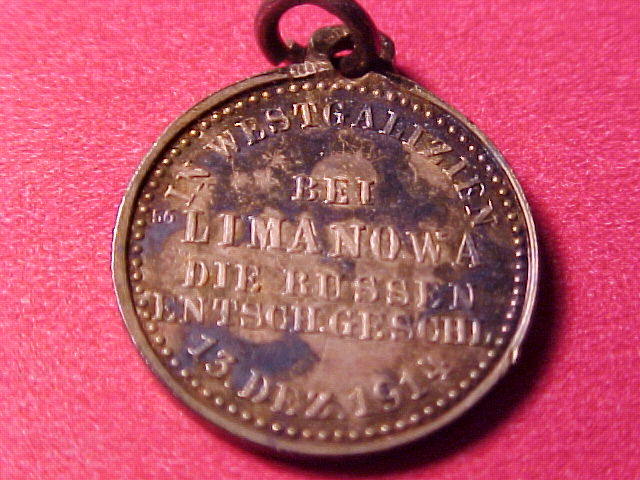 IN WESTGALIZIEN
BEI
LIMANOWA
DIE RUSSEN
ENTSCH.GESCHL.
13 DEZ. 1914